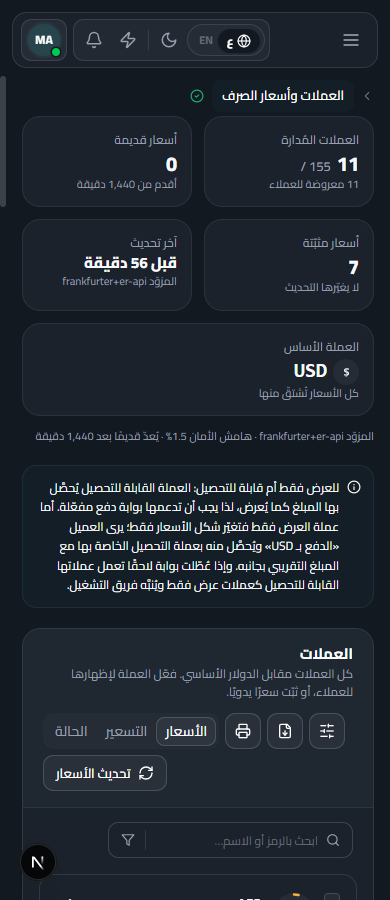 ع EN MA
العملات وأسعار الصرف
العملات المُدارة
11 / 155
11 معروضة للعملاء
أسعار قديمة
0
أقدم من 1,440 دقيقة
أسعار مثبّتة
7
لا يغيّرها التحديث
آخر تحديث
قبل 56 دقيقة
المزوّد frankfurter+er-api
العملة الأساس
$ USD
كل الأسعار تُشتق منها
المزوّد frankfurter+er-api · هامش الأمان 1.5% · يُعدّ قديمًا بعد 1,440 دقيقة
للعرض فقط أم قابلة للتحصيل: العملة القابلة للتحصيل يُحصَّل
بها المبلغ كما يُعرض، لذا يجب أن تدعمها بوابة دفع مفعّلة. أما
عملة العرض فقط فتغيّر شكل الأسعار فقط؛ يرى العميل
«الدفع بـ USD» ويُحصَّل منه بعملة التحصيل الخاصة بها مع
المبلغ التقريبي بجانبه. وإذا عُطّلت بوابة لاحقًا تعمل عملاتها
القابلة للتحصيل كعملات عرض فقط ويُنبَّه فريق التشغيل.
العملات
كل العملات مقابل الدولار الأساسي. فعّل العملة لإظهارها
للعملاء، أو ثبّت سعرًا يدويًا.
الأسعار التسعير الحالة
تحديث الأسعار
ابحث بالرمز أو الاسم...
N